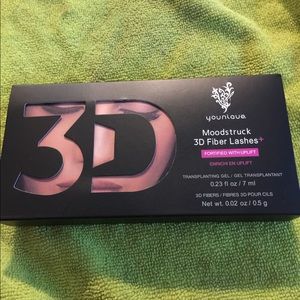 3D
younique
Moodstruck
3D Fiber Lashes+
FORTIFIED WITH UPLIFT
ENRICHI EN UPLIFT
TRANSPLANTING GEL / GEL TRANSPLANTANT
0.23 fl oz / 7 ml
3D FIBERS / FIBRES 3D POUR CILS
Net wt. 0.02 oz / 0.5 g